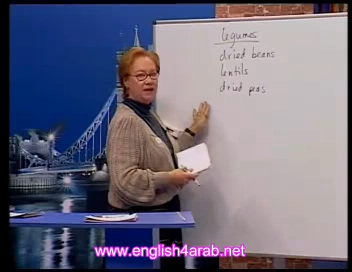 legumes
dried beans
lentils
dried peas
www.english4arab.net